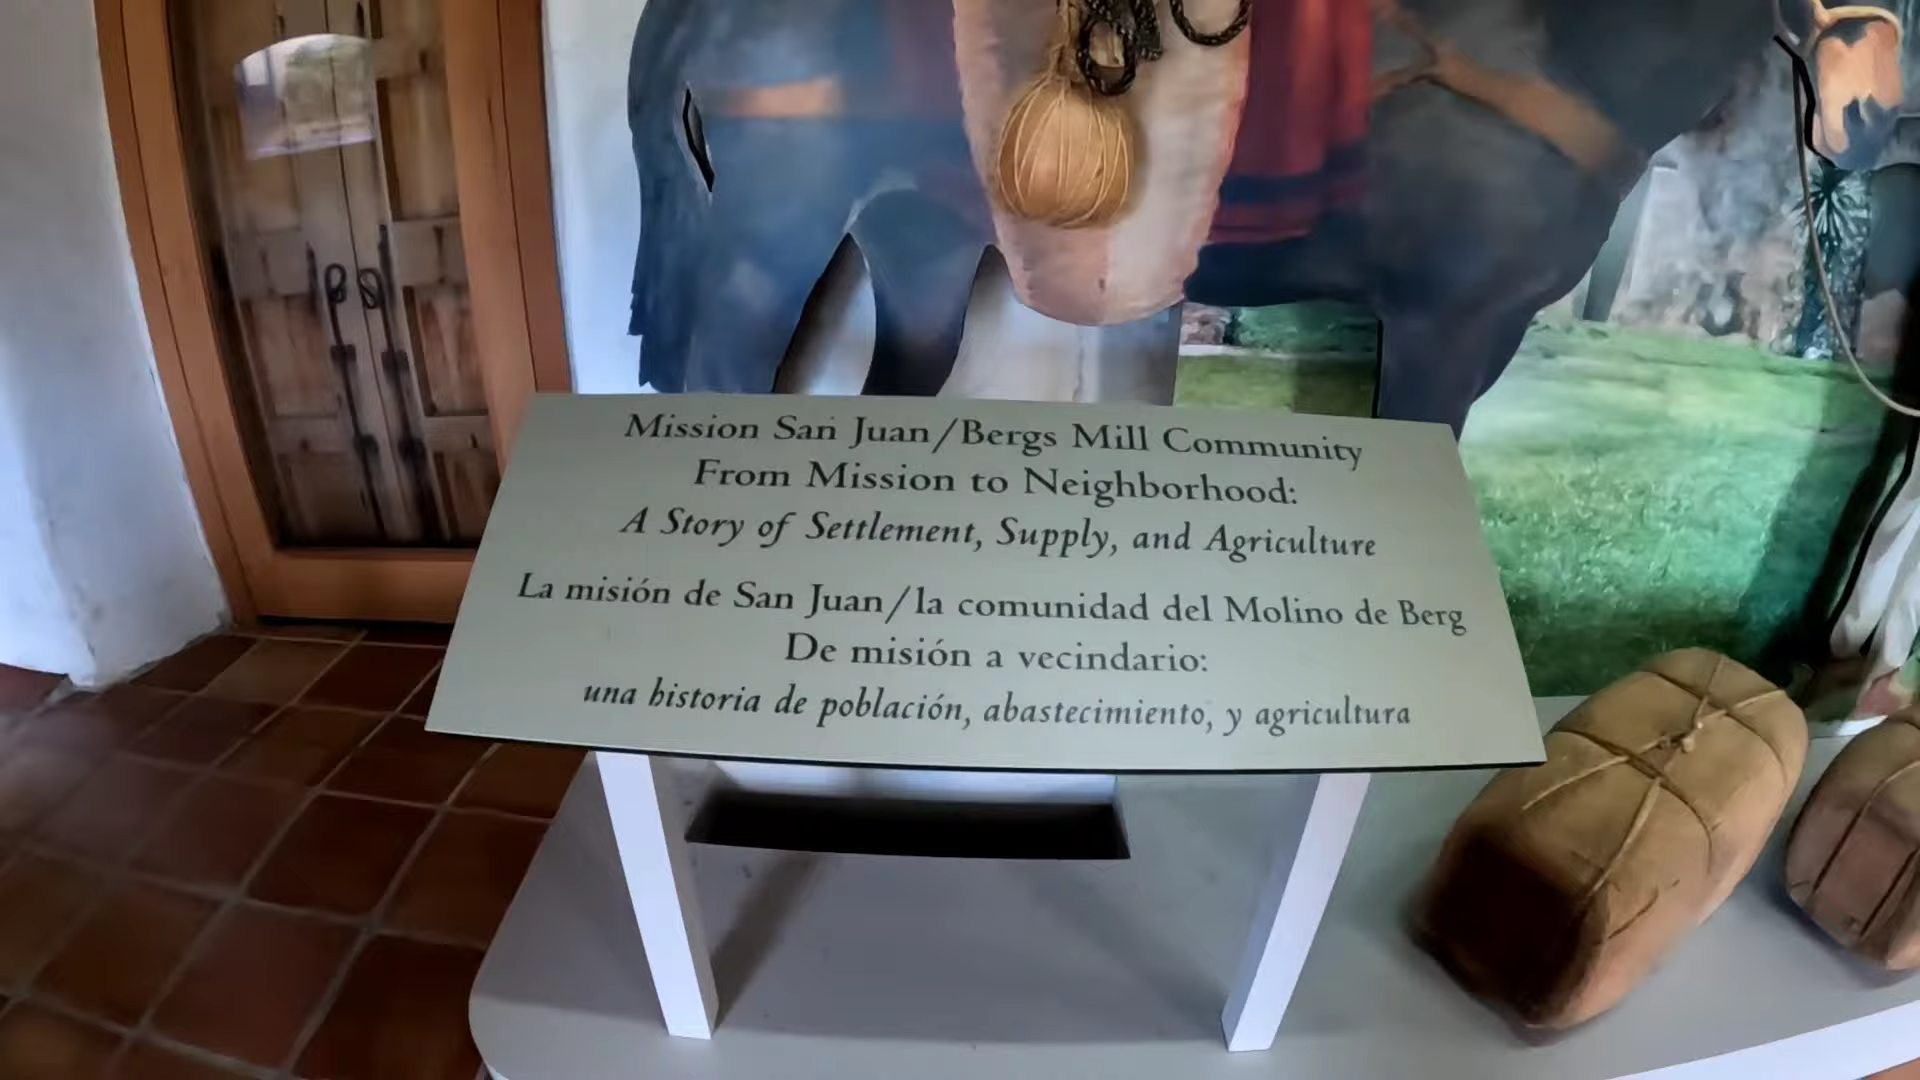 Mission San Juan/Bergs Mill Community
From Mission to Neighborhood:
A Story of Settlement, Supply, and Agriculture
La misión de San Juan/la comunidad del Molino de Berg
De misión a vecindario:
una historia de población, abastecimiento, y agricultura